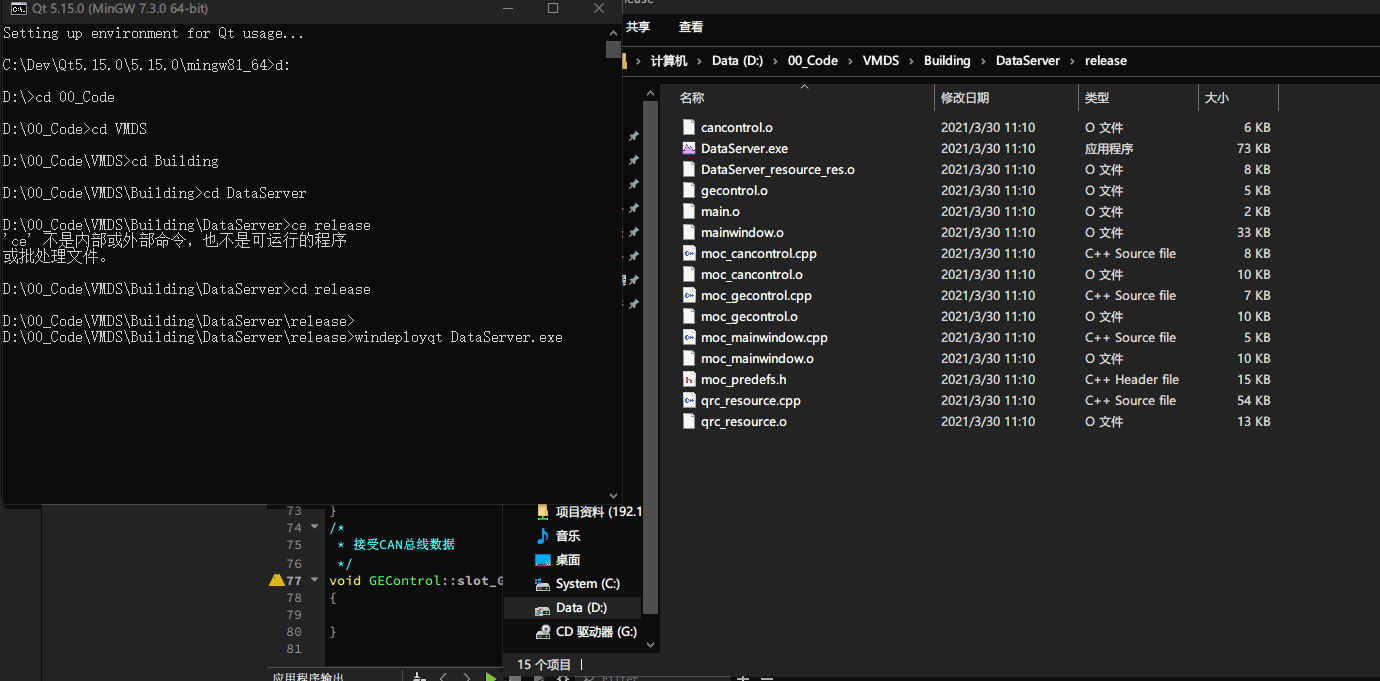 Qt 5.15.0 (MinGW 7.3.0 64-bit)
Setting up environment for Qt usage...
C:\Dev\Qt5.15.0\5.15.0\mingw81_64>d:
D:\>cd 00_Code
D:\00_Code>cd VMDS
D:\00_Code\VMDS>cd Building
D:\00_Code\VMDS\Building>cd DataServer
D:\00_Code\VMDS\Building\DataServer>ce release
'ce' 不是内部或外部命令，也不是可运行的程序
或批处理文件。
D:\00_Code\VMDS\Building\DataServer>cd release
D:\00_Code\VMDS\Building\DataServer\release>
D:\00_Code\VMDS\Building\DataServer\release>windeployqt DataServer.exe
共享 查看
计算机 › Data (D:) › 00_Code › VMDS › Building › DataServer › release
名称 修改日期 类型 大小
cancontrol.o 2021/3/30 11:10 O 文件 6 KB
DataServer.exe 2021/3/30 11:10 应用程序 73 KB
DataServer_resource_res.o 2021/3/30 11:10 O 文件 8 KB
gecontrol.o 2021/3/30 11:10 O 文件 5 KB
main.o 2021/3/30 11:10 O 文件 2 KB
mainwindow.o 2021/3/30 11:10 O 文件 33 KB
moc_cancontrol.cpp 2021/3/30 11:10 C++ Source file 8 KB
moc_cancontrol.o 2021/3/30 11:10 O 文件 10 KB
moc_gecontrol.cpp 2021/3/30 11:10 C++ Source file 7 KB
moc_gecontrol.o 2021/3/30 11:10 O 文件 10 KB
moc_mainwindow.cpp 2021/3/30 11:10 C++ Source file 5 KB
moc_mainwindow.o 2021/3/30 11:10 O 文件 10 KB
moc_predefs.h 2021/3/30 11:10 C++ Header file 15 KB
qrc_resource.cpp 2021/3/30 11:10 C++ Source file 54 KB
qrc_resource.o 2021/3/30 11:10 O 文件 13 KB
73 }
74 /*
75 * 接受CAN总线数据
76 */
77 void GEControl::slot_G
78 {
79
80 }
81
项目资料 (192.1
音乐
桌面
System (C:)
Data (D:)
CD 驱动器 (G:)
15 个项目
应用程序输出
Filter